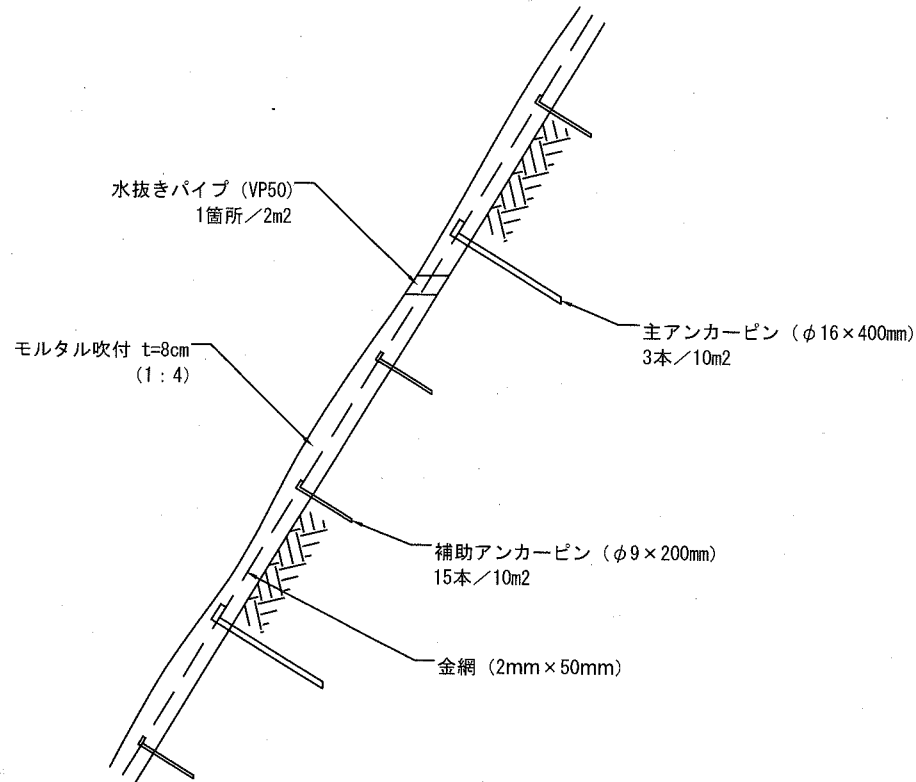 水抜きパイプ (VP50)
1箇所／2m2
主アンカーピン (φ16×400mm)
3本／10m2
モルタル吹付 t=8cm
(1：4)
補助アンカーピン (φ9×200mm)
15本／10m2
金網 (2mm×50mm)